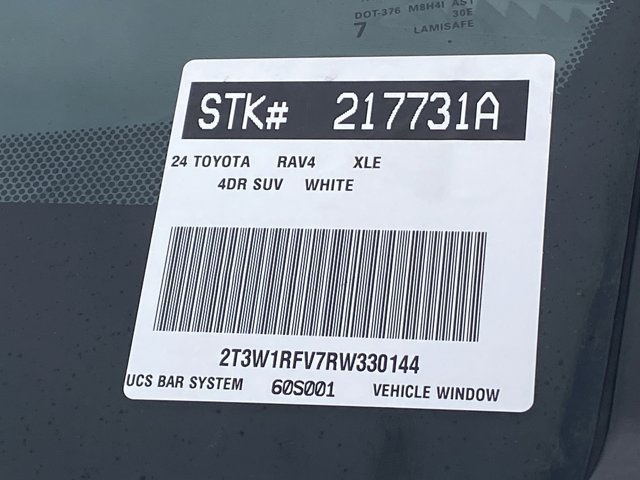 DOT-376 M8H4I AS1
30E
7 LAMISAFE
STK# 217731A
24 TOYOTA RAV4 XLE
4DR SUV WHITE
2T3W1RFV7RW330144
UCS BAR SYSTEM 60S001 VEHICLE WINDOW